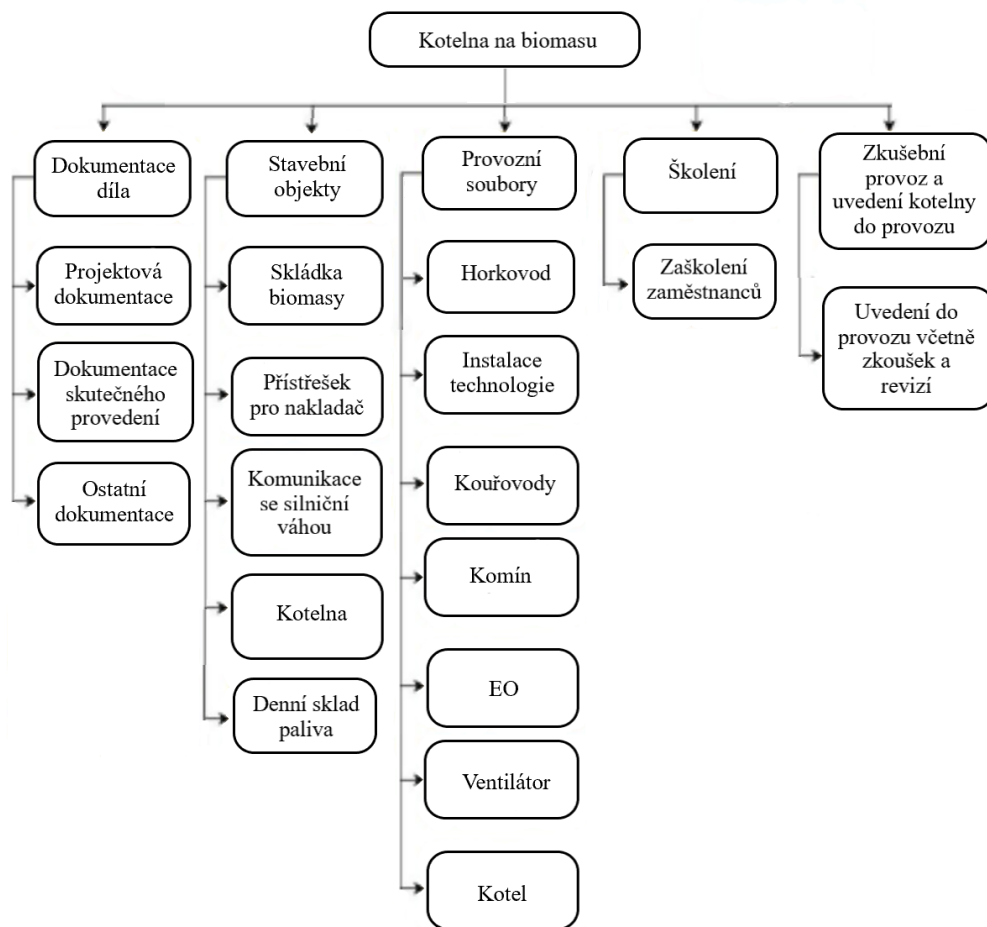 Kotelna na biomasu
Dokumentace
díla
Stavební
objekty
Provozní
soubory
Školení
Zkušební
provoz a
uvedení kotelny
do provozu
Projektová
dokumentace
Skládka
biomasy
Horkovod
Zaškolení
zaměstnanců
Uvedení do
provozu včetně
zkoušek a
revizí
Dokumentace
skutečného
provedení
Přístřešek
pro nakladač
Instalace
technologie
Ostatní
dokumentace
Komunikace
se silniční
váhou
Kouřovody
Kotelna
Komín
Denní sklad
paliva
EO
Ventilátor
Kotel